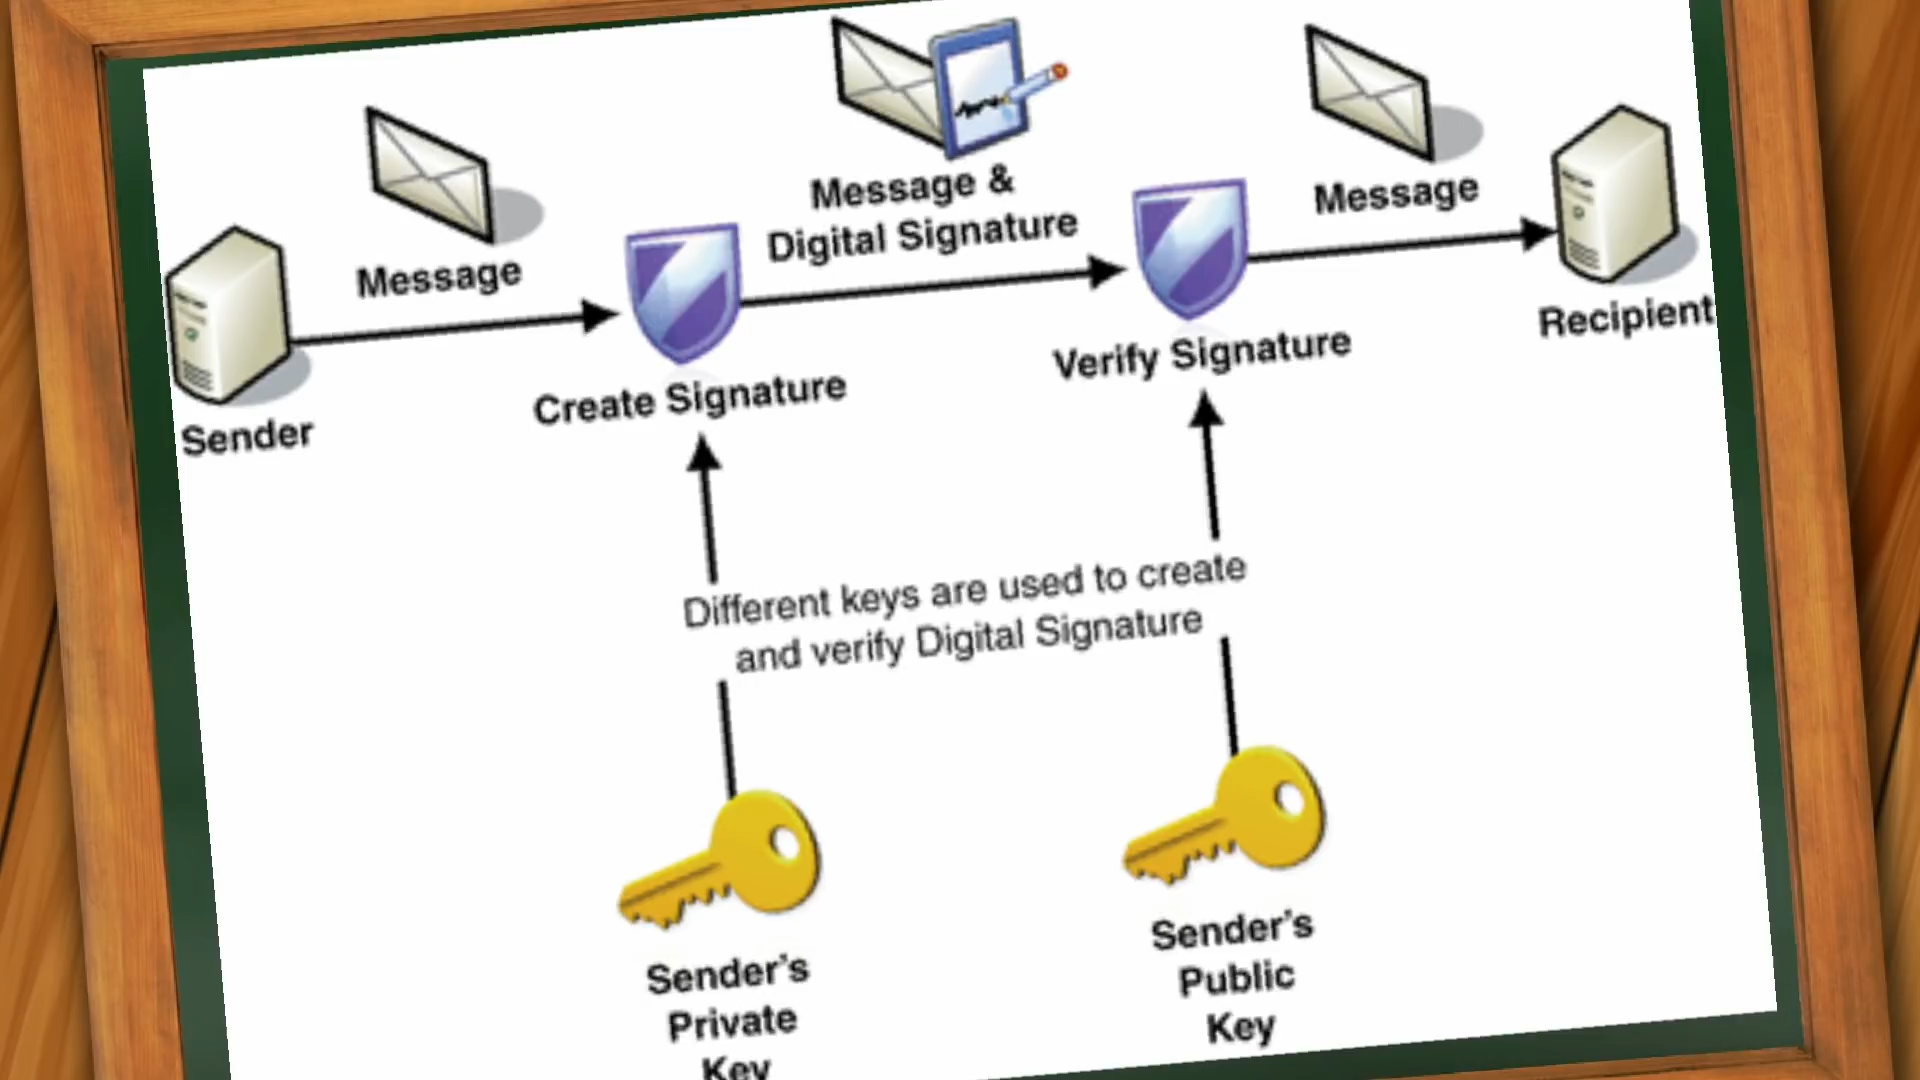 Message &
Digital Signature
Message
Message
Recipient
Verify Signature
Create Signature
Sender
Different keys are used to create
and verify Digital Signature
Sender's
Private
Key
Sender's
Public
Key